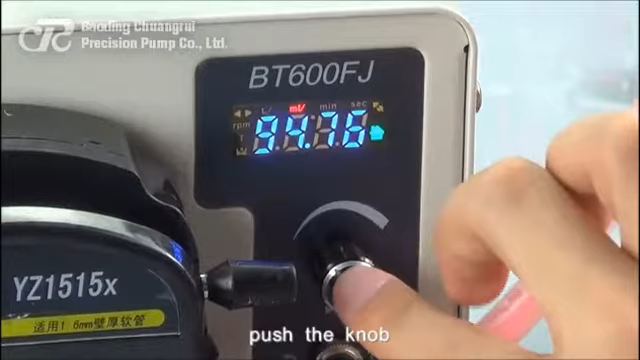 CR Baoding Chuangrui
Precision Pump Co., Ltd.
BT600FJ
L/ ml/ min sec
rpm
94.76
YZ1515x
适用1.6mm壁厚软管
push the knob